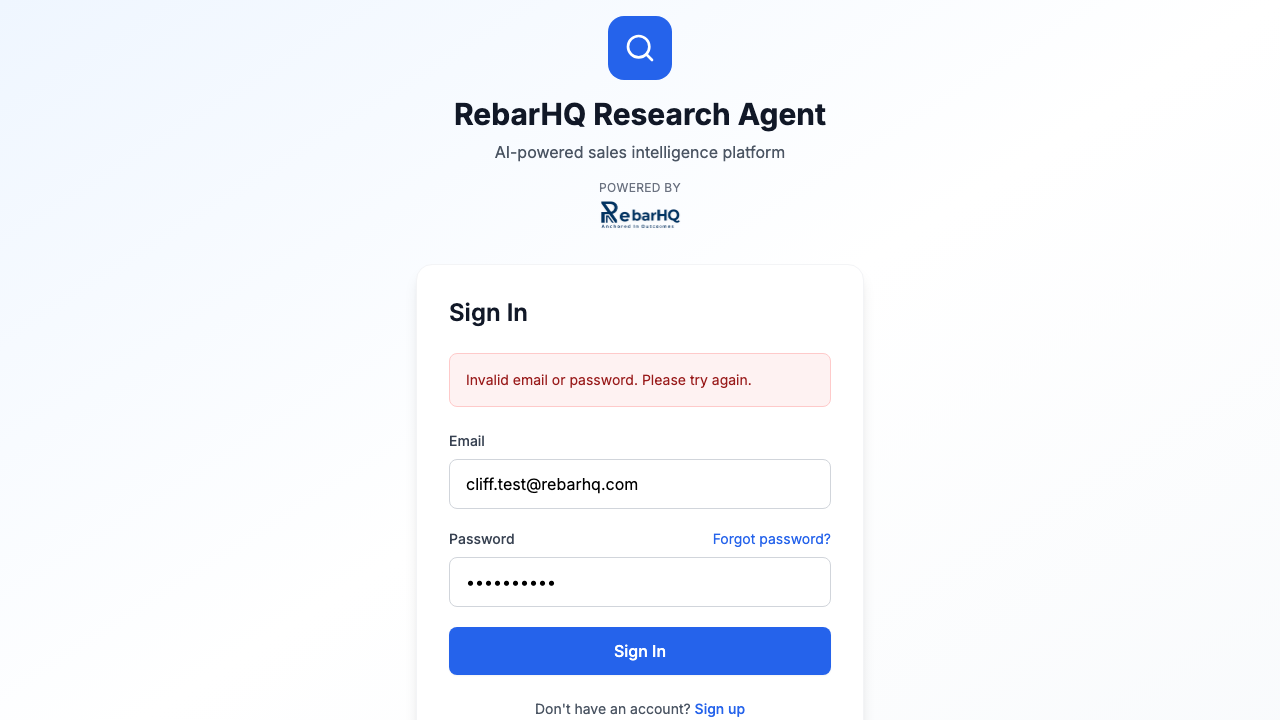 RebarHQ Research Agent
AI-powered sales intelligence platform
POWERED BY
RebarHQ
Anchored in Outcomes
Sign In
Invalid email or password. Please try again.
Email
cliff.test@rebarhq.com
Password
Forgot password?
••••••••••
Sign In
Don't have an account? Sign up